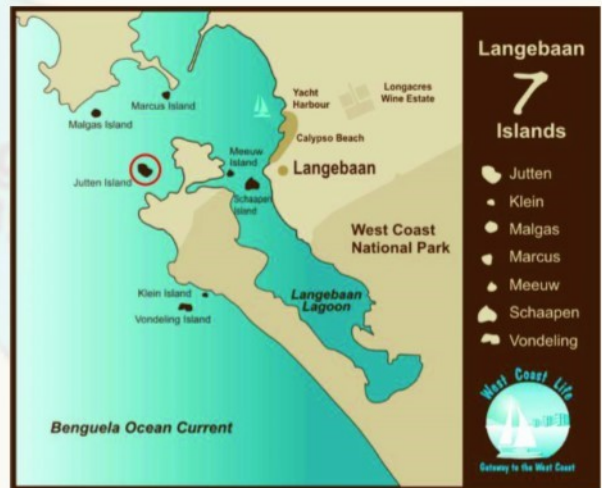 Marcus Island
Malgas Island
Jutten Island
Meeuw
Island
Schaapen
Island
Yacht
Harbour
Longacres
Wine Estate
Calypso Beach
Langebaan
West Coast
National Park
Langebaan
Lagoon
Klein Island
Vondeling Island
Benguela Ocean Current
Langebaan
7
Islands
Jutten
Klein
Malgas
Marcus
Meeuw
Schaapen
Vondeling
West Coast Life
Gateway to the West Coast